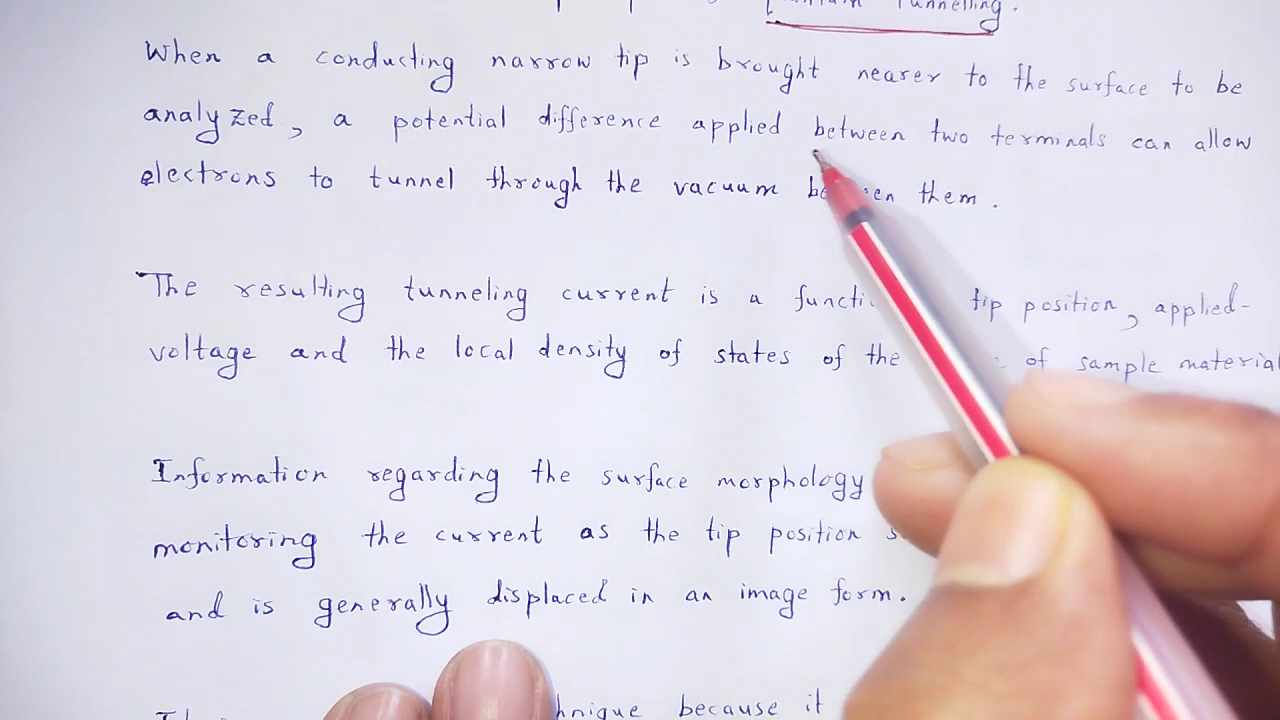 Tunnelling.
When a conducting narrow tip is brought nearer to the surface to be
analyzed, a potential difference applied between two terminals can allow
electrons to tunnel through the vacuum between them.
The resulting tunneling current is a tip position, applied-
voltage and the local density of states of the of sample material
Information regarding the surface morphology
monitoring the current as the tip position
and is generally displaced in an image form.
because it